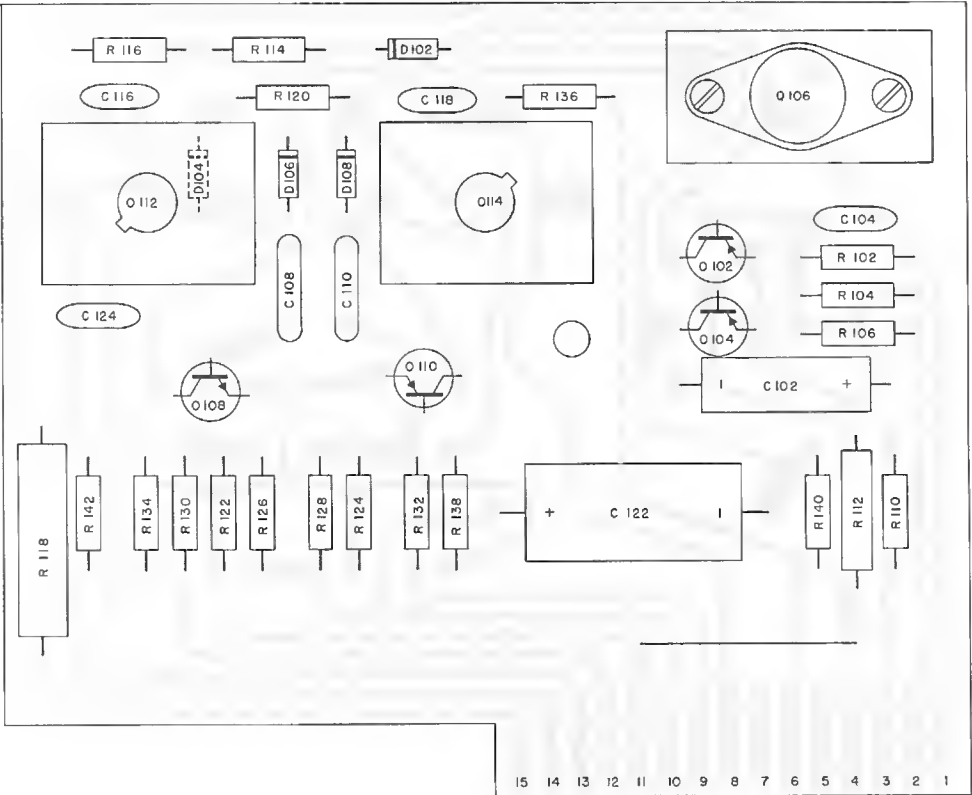 R 116 R 114 D102
C 116 R 120 C 118 R 136 Q 106
D104 D106 D108
O 112 O 114
C 104
O 102 R 102
C 108 C 110
R 104
C 124 O 104 R 106
O 110
O 108 C 102 +
R 118 R 142 R 134 R 130 R 122 R 126 R 128 R 124 R 132 R 138 + C 122 R 140 R 112 R 110
15 14 13 12 11 10 9 8 7 6 5 4 3 2 1